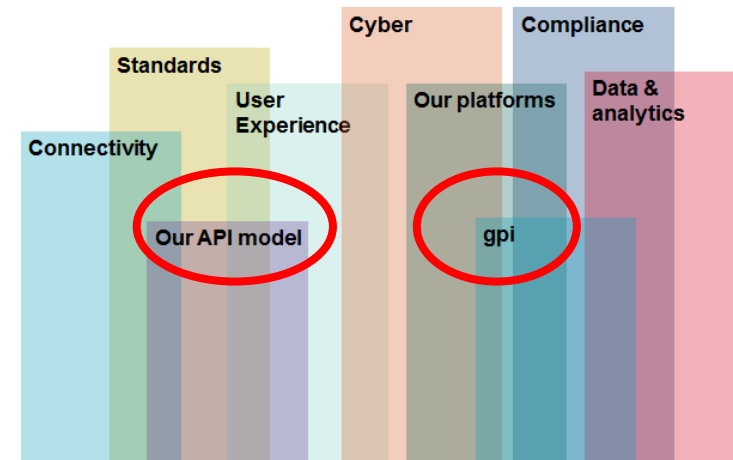 Cyber
Compliance
Standards
User
Experience
Our platforms
Data &
analytics
Connectivity
Our API model
gpi